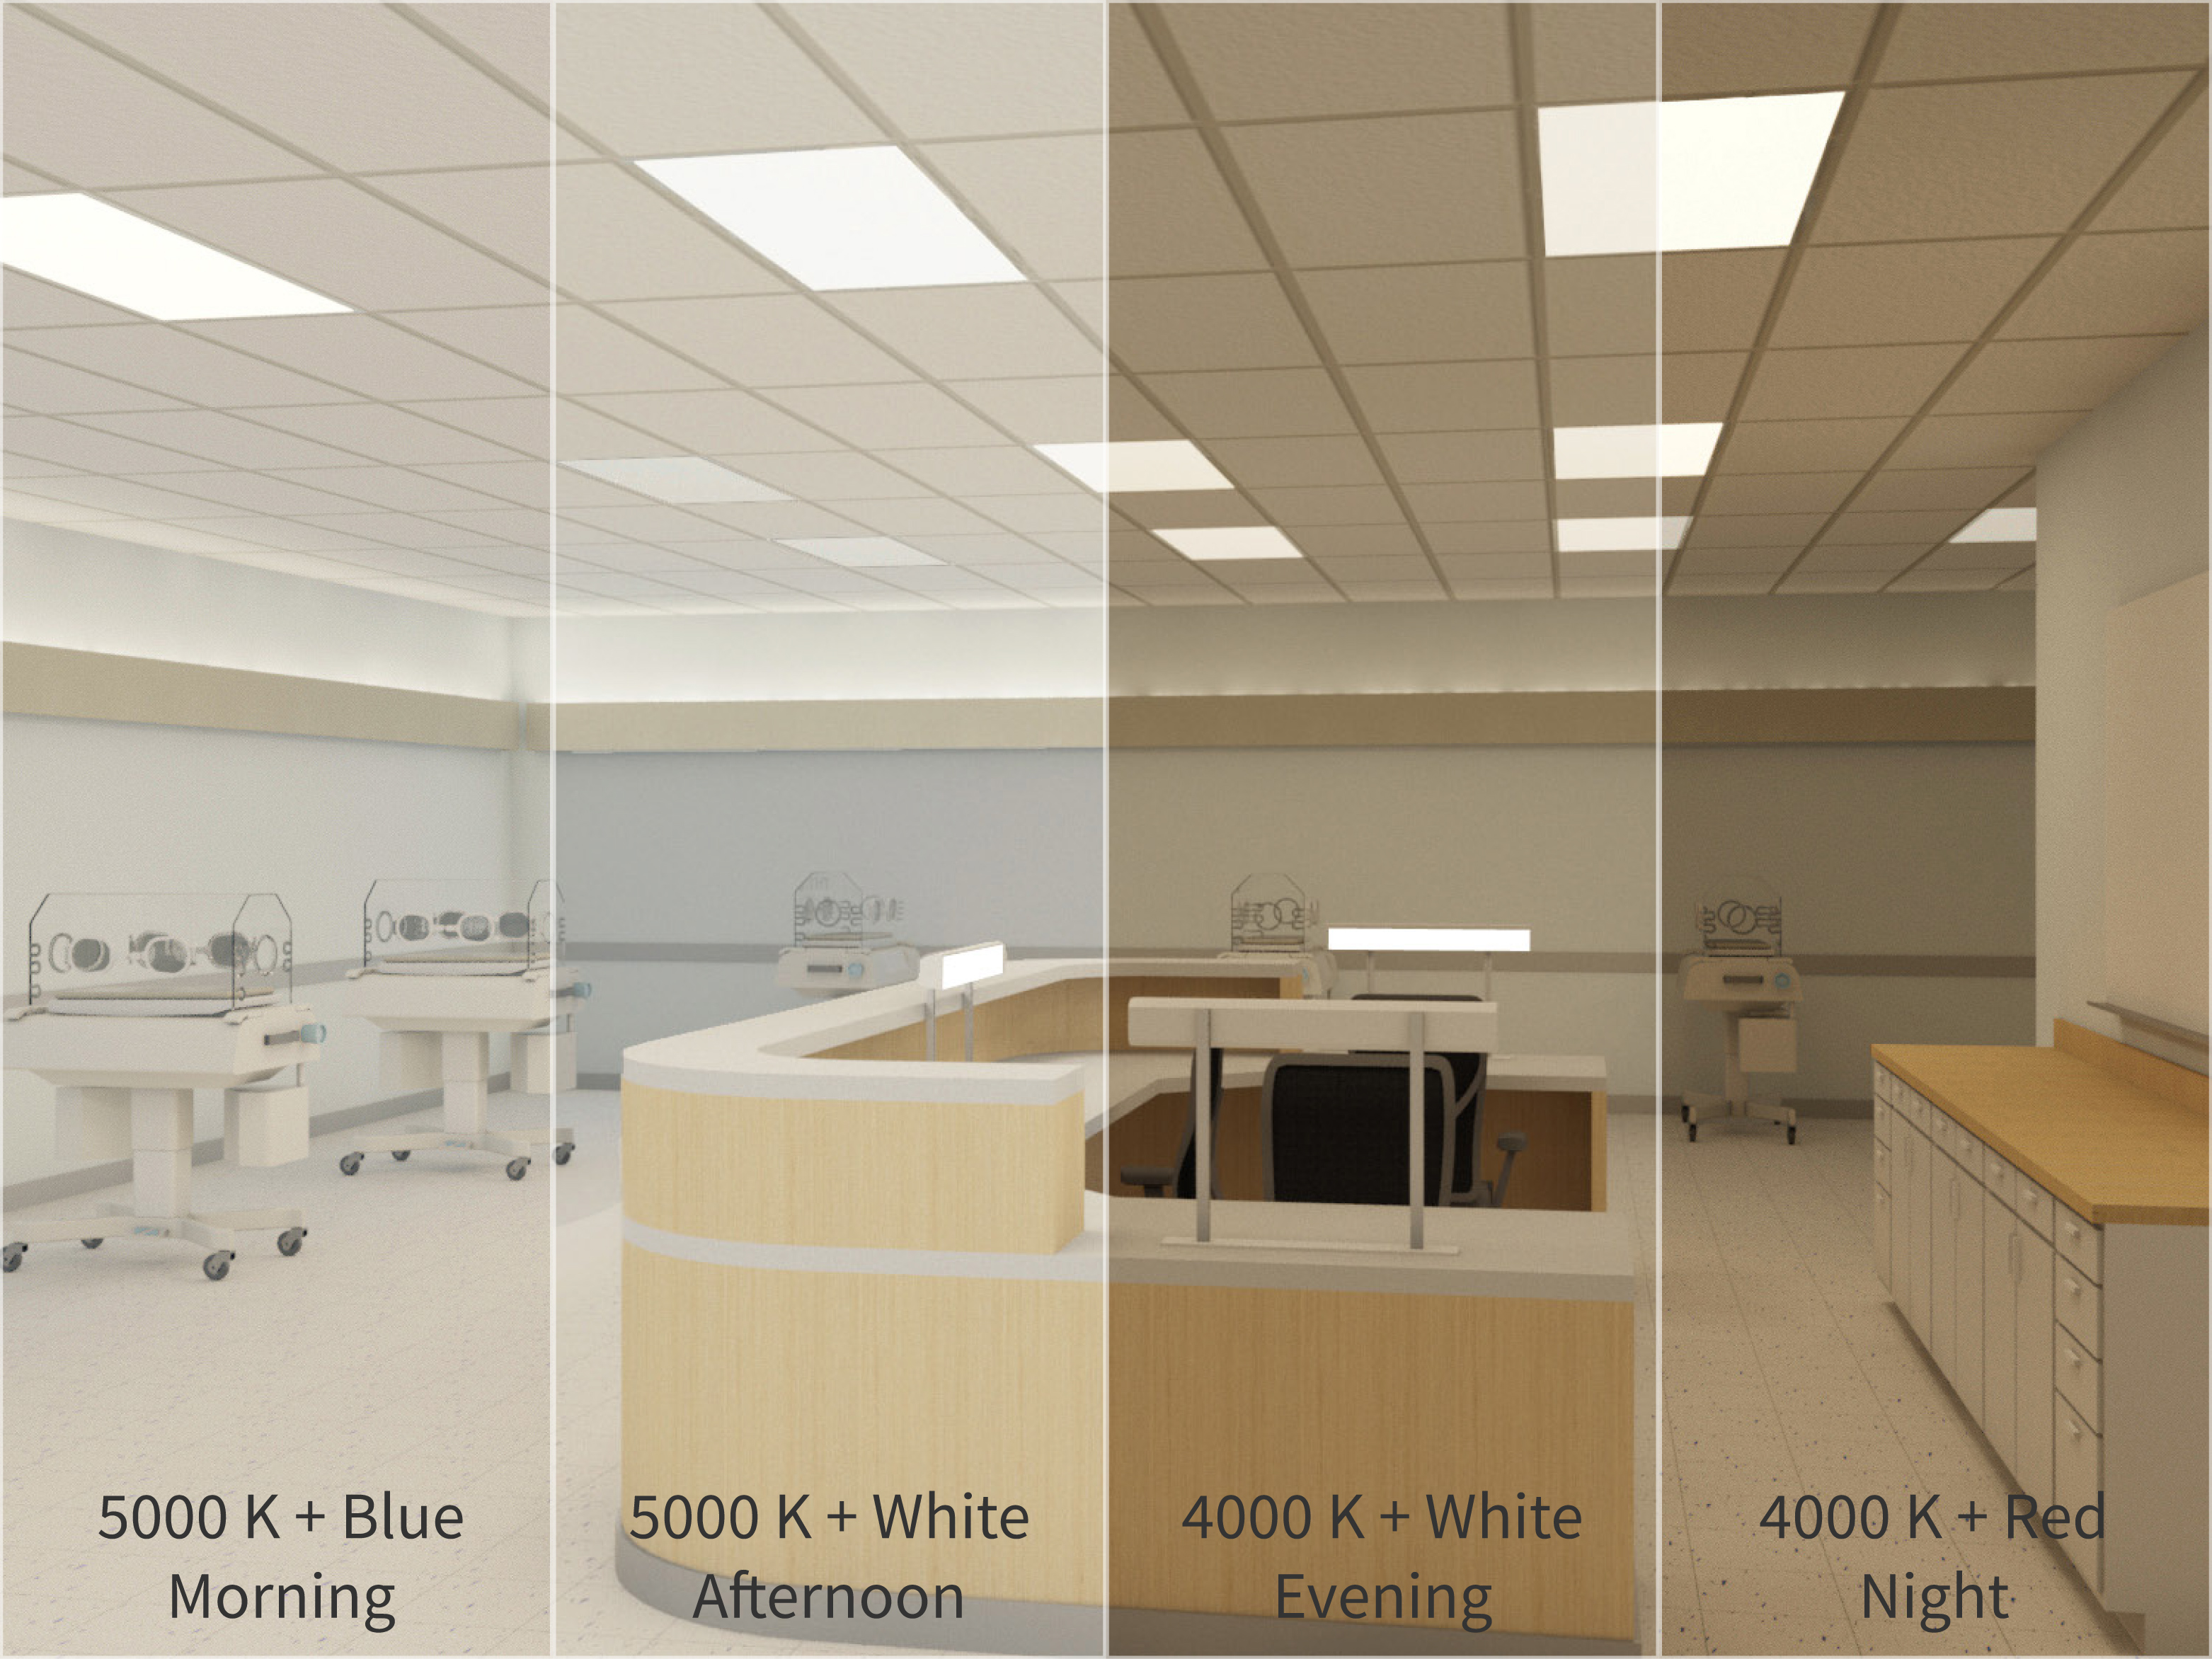 5000 K + Blue
Morning
5000 K + White
Afternoon
4000 K + White
Evening
4000 K + Red
Night